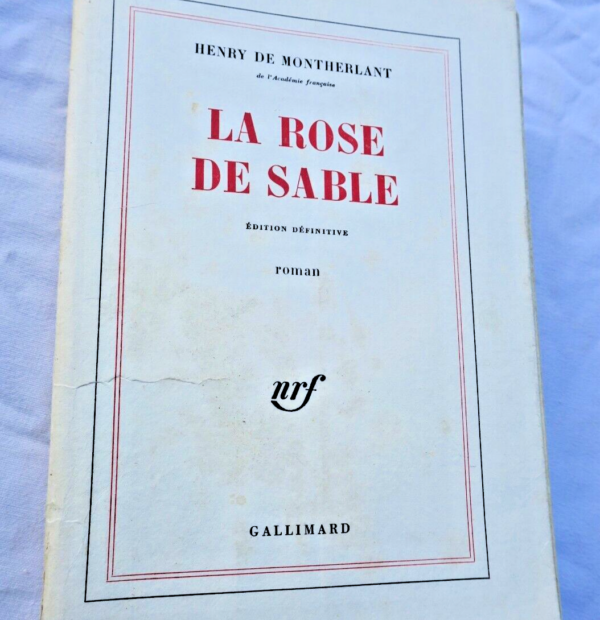 HENRY DE MONTHERLANT
de l'Académie française
LA ROSE
DE SABLE
ÉDITION DÉFINITIVE
roman
nrf
GALLIMARD